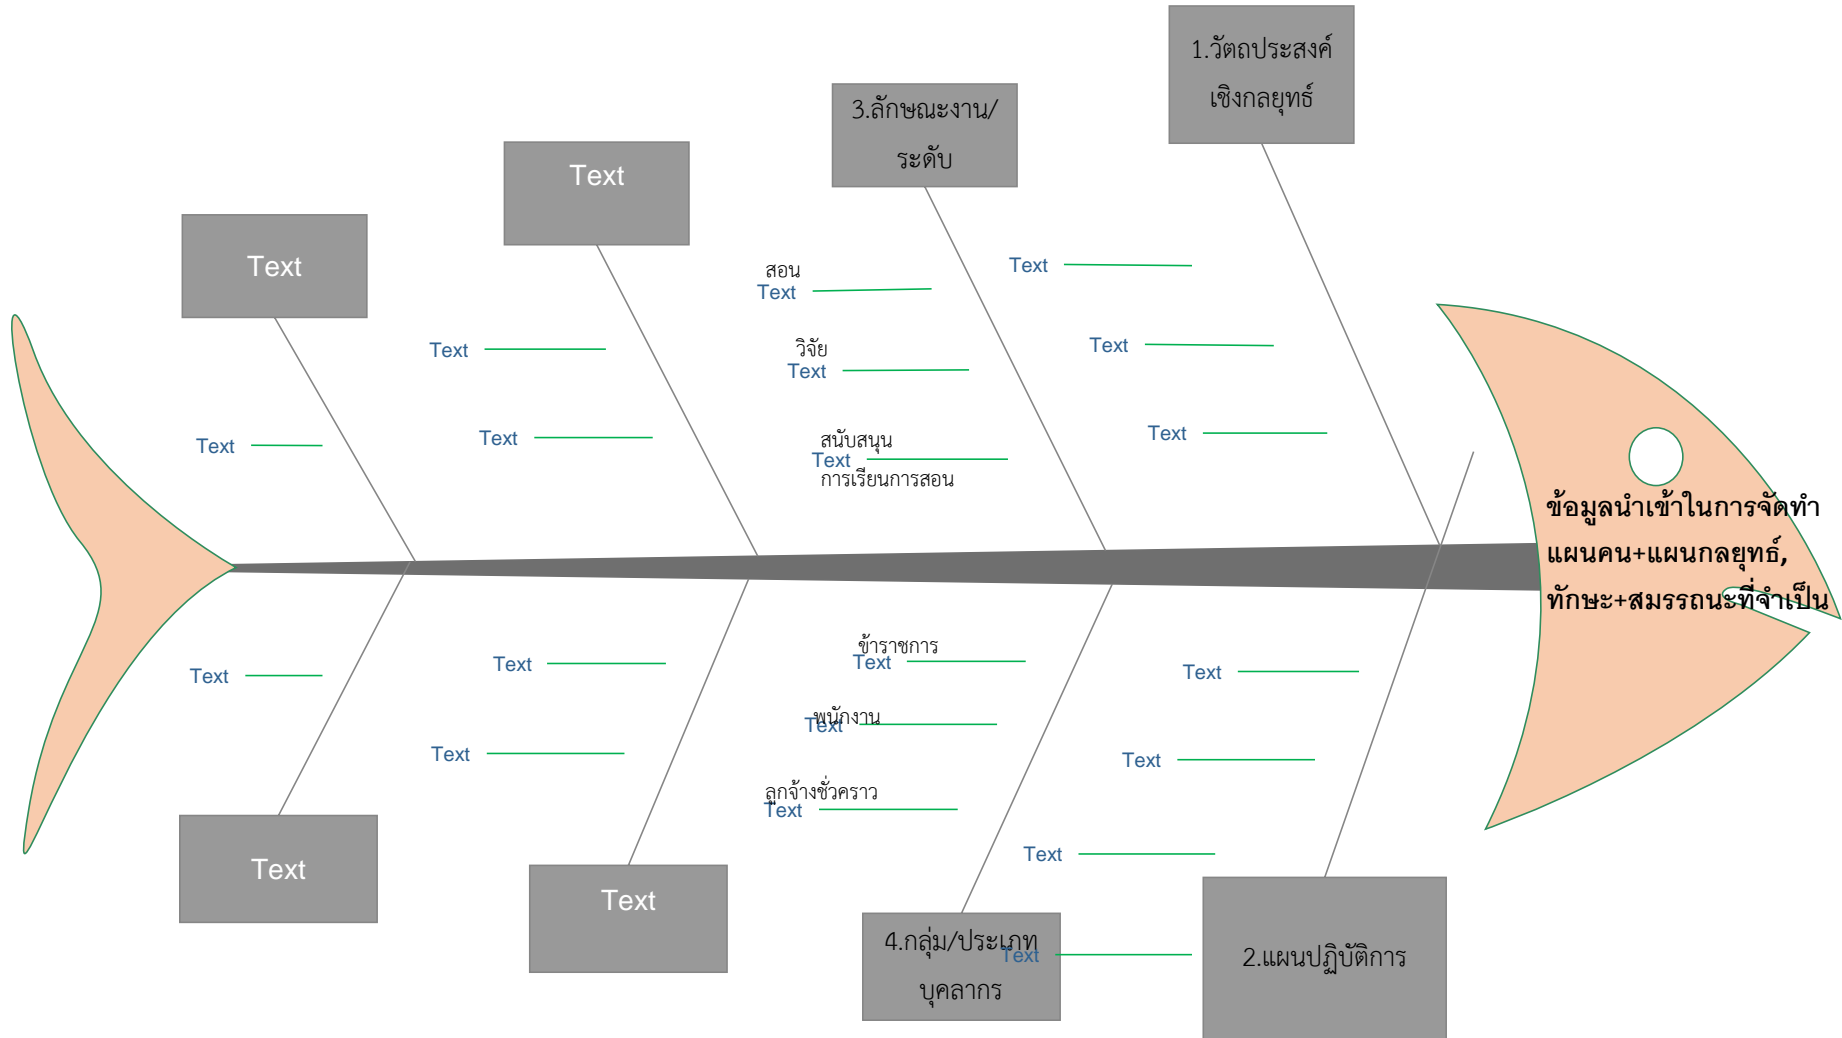 1.วัตถุประสงค์
เชิงกลยุทธ์
3.ลักษณะงาน/
ระดับ
Text
Text
สอน
Text
Text
วิจัย
Text
Text
Text
Text
Text
Text
สนับสนุน
Text
การเรียนการสอน
Text
ข้อมูลนำเข้าในการจัดทำ
แผนคน+แผนกลยุทธ์,
ทักษะ+สมรรถนะที่จำเป็น
Text
Text
ข้าราชการ
Text
Text
พนักงาน
Text
Text
Text
ลูกจ้างชั่วคราว
Text
Text
Text
Text
4.กลุ่ม/ประเภท
บุคลากร
Text
2.แผนปฏิบัติการ